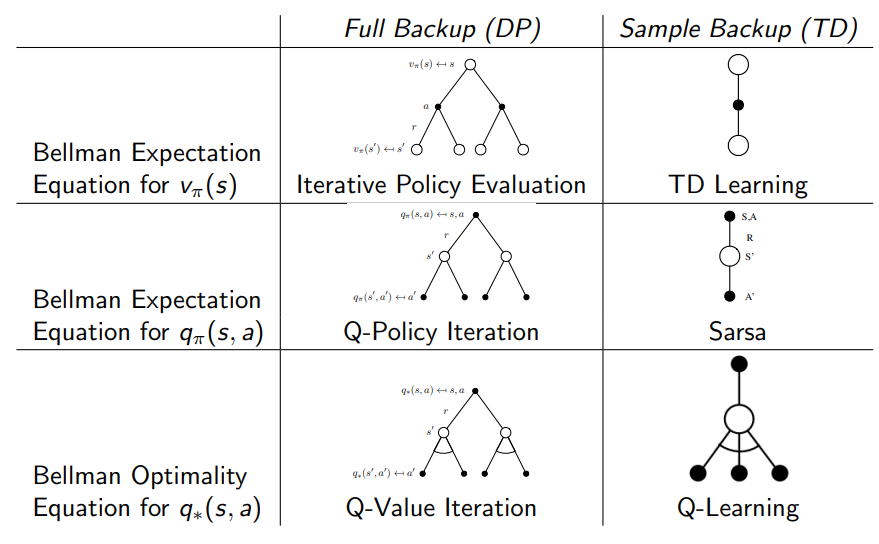 Full Backup (DP)
Sample Backup (TD)
vπ(s) ↤ s
a
r
vπ(s′) ↤ s′
Bellman Expectation
Equation for vπ(s)
Iterative Policy Evaluation
TD Learning
qπ(s, a) ↤ s, a
r
s′
qπ(s′, a′) ↤ a′
S,A
R
S'
A'
Bellman Expectation
Equation for qπ(s, a)
Q-Policy Iteration
Sarsa
q*(s, a) ↤ s, a
r
s′
q*(s′, a′) ↤ a′
Bellman Optimality
Equation for q*(s, a)
Q-Value Iteration
Q-Learning